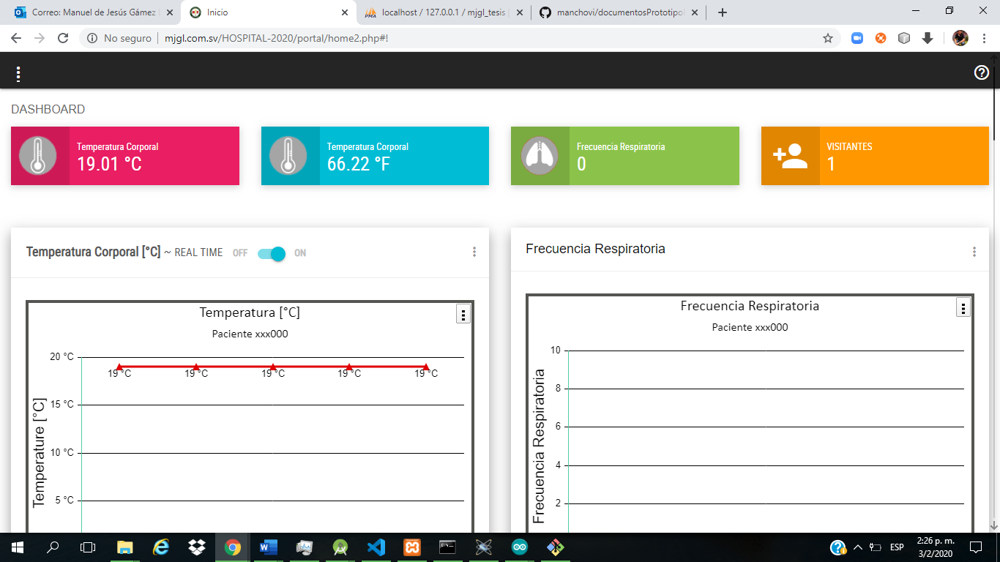 Correo: Manuel de Jesús Gámez
Inicio
localhost / 127.0.0.1 / mjgl_tesis
manchovi/documentosPrototipo
No seguro
mjgl.com.sv/HOSPITAL-2020/portal/home2.php#!
DASHBOARD
Temperatura Corporal
19.01 °C
Temperatura Corporal
66.22 °F
Frecuencia Respiratoria
0
VISITANTES
1
Temperatura Corporal [°C] ~ REAL TIME OFF ON
Temperatura [°C]
Paciente xxx000
Temperature [°C]
20 °C
15 °C
10 °C
5 °C
19 °C 19 °C 19 °C 19 °C 19 °C
Frecuencia Respiratoria
Frecuencia Respiratoria
Paciente xxx000
Frecuencia Respiratoria
10
8
6
4
2
ESP
2:26 p. m.
3/2/2020